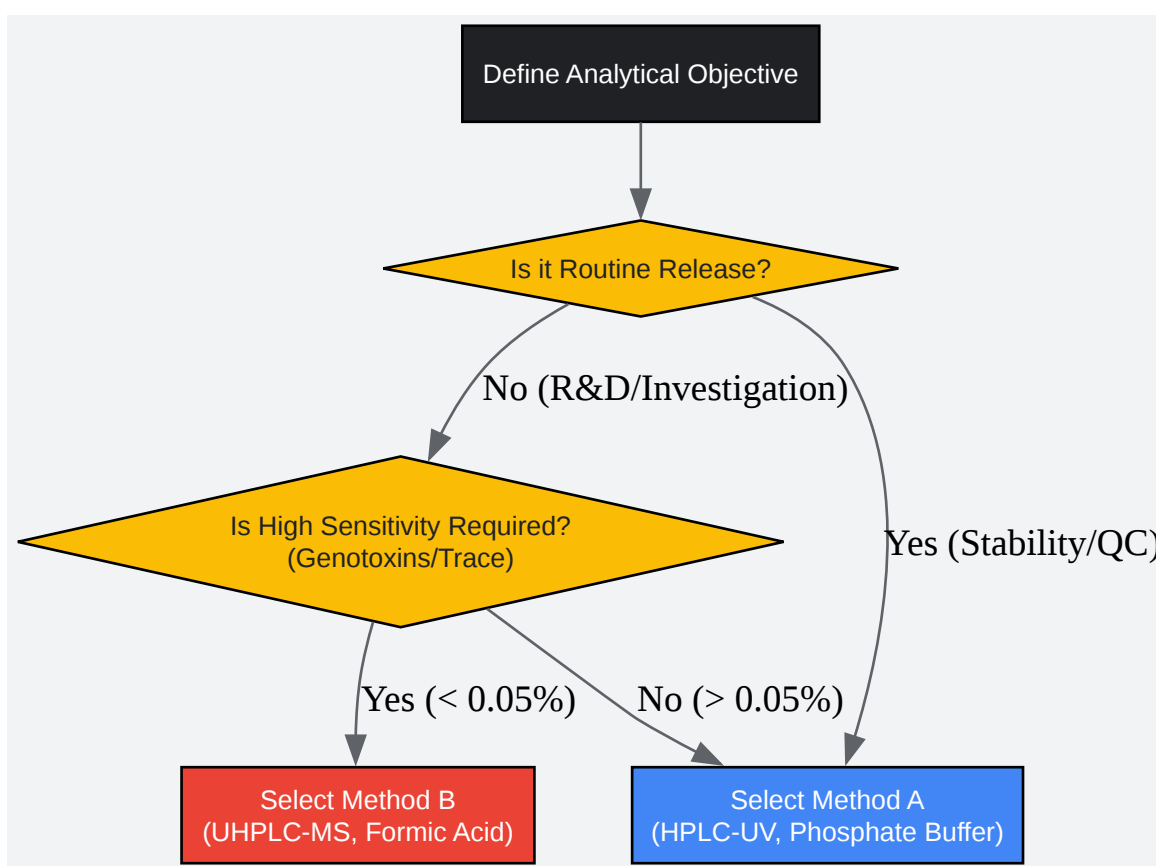 Define Analytical Objective
Is it Routine Release?
No (R&D/Investigation)
Is High Sensitivity Required?
(Genotoxins/Trace)
Yes (Stability/QC)
Yes (< 0.05%)
No (> 0.05%)
Select Method B
(UHPLC-MS, Formic Acid)
Select Method A
(HPLC-UV, Phosphate Buffer)